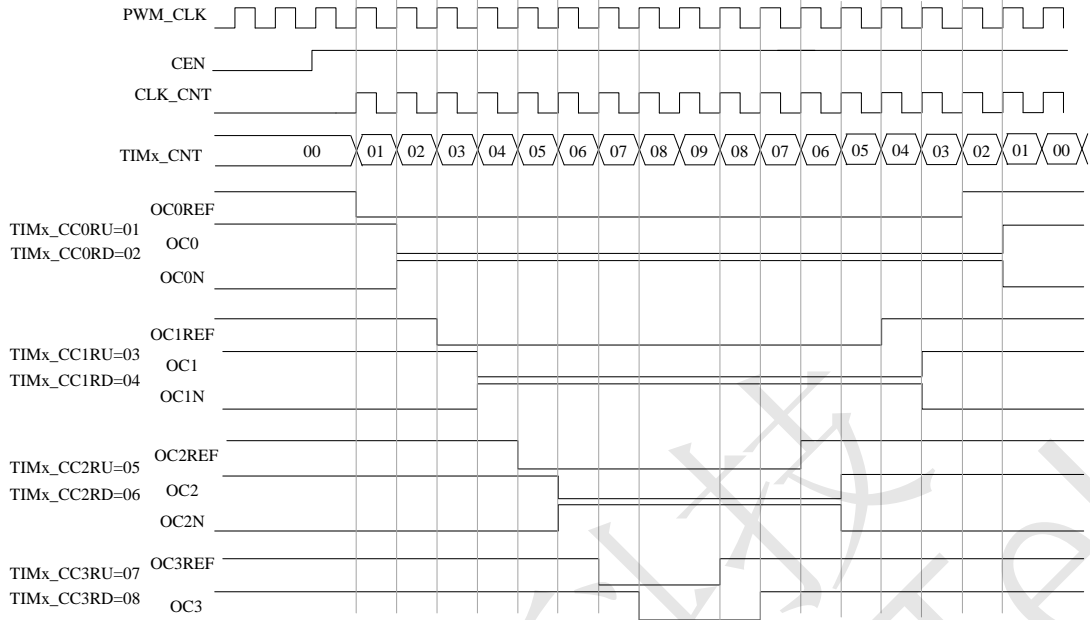 PWM_CLK
CEN
CLK_CNT
TIMx_CNT 00 01 02 03 04 05 06 07 08 09 08 07 06 05 04 03 02 01 00
OC0REF
TIMx_CC0RU=01
OC0
TIMx_CC0RD=02
OC0N
OC1REF
TIMx_CC1RU=03
OC1
TIMx_CC1RD=04
OC1N
OC2REF
TIMx_CC2RU=05
OC2
TIMx_CC2RD=06
OC2N
OC3REF
TIMx_CC3RU=07
TIMx_CC3RD=08
OC3